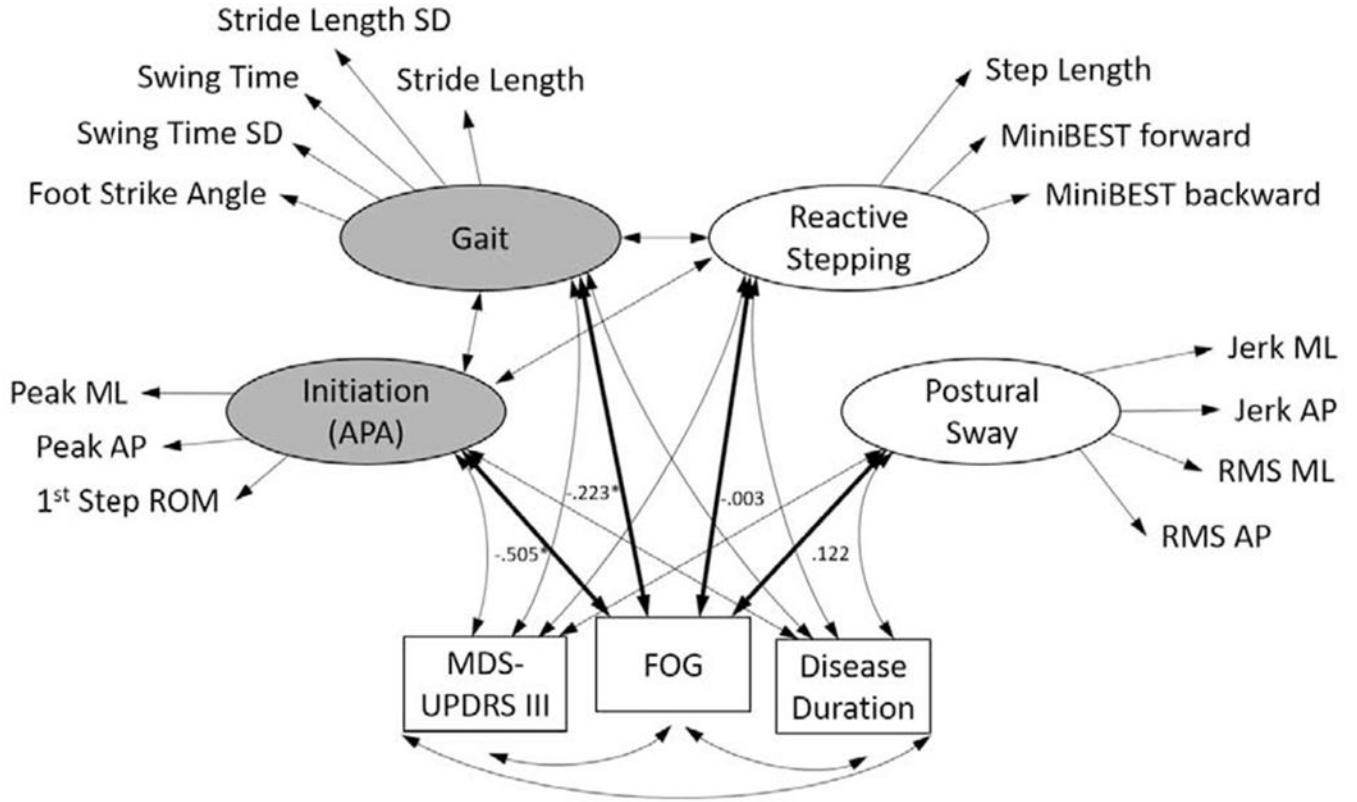 Stride Length SD
Swing Time
Stride Length
Swing Time SD
Foot Strike Angle
Step Length
MiniBEST forward
MiniBEST backward
Gait
Reactive
Stepping
Initiation
(APA)
Peak ML
Peak AP
1st Step ROM
Postural
Sway
Jerk ML
Jerk AP
RMS ML
RMS AP
-.223*
-.003
-.505*
.122
MDS-
UPDRS III
FOG
Disease
Duration